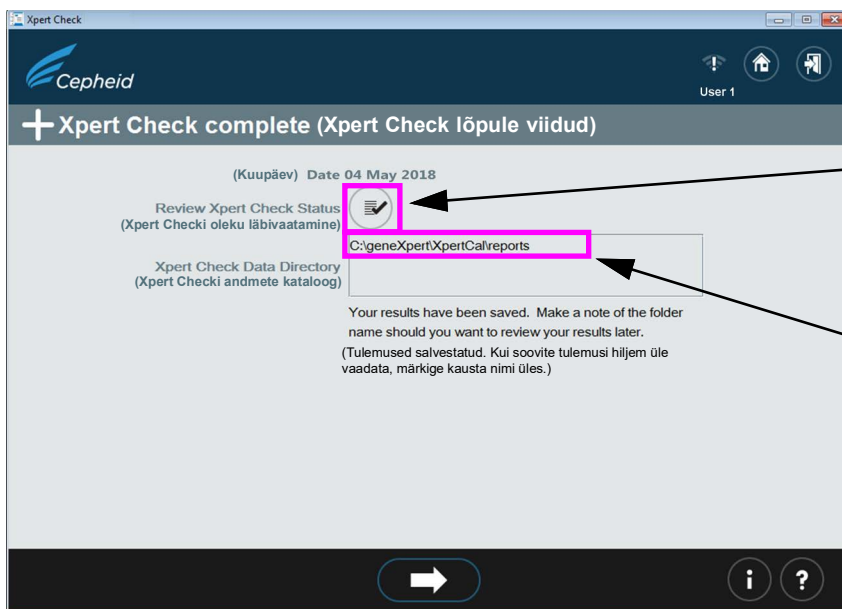 Xpert Check
Cepheid
User 1
Xpert Check complete (Xpert Check lõpule viidud)
(Kuupäev) Date 04 May 2018
Review Xpert Check Status
(Xpert Checki oleku läbivaatamine)
C:\geneXpert\XpertCal\reports
Xpert Check Data Directory
(Xpert Checki andmete kataloog)
Your results have been saved. Make a note of the folder
name should you want to review your results later.
(Tulemused salvestatud. Kui soovite tulemusi hiljem üle
vaadata, märkige kausta nimi üles.)
i ?